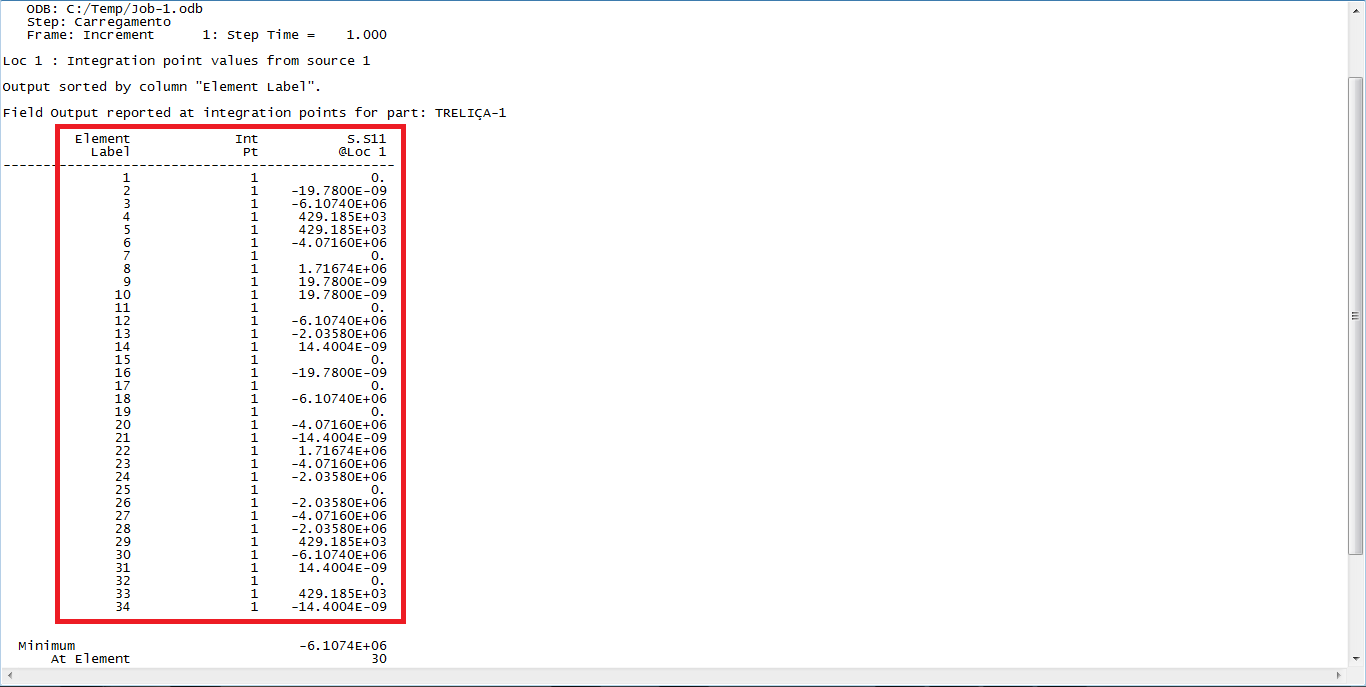 ODB: C:/Temp/Job-1.odb
Step: Carregamento
Frame: Increment      1: Step Time =    1.000
Loc 1 : Integration point values from source 1
Output sorted by column "Element Label".
Field Output reported at integration points for part: TRELIÇA-1
Element             Int           S.S11
Label              Pt          @Loc 1
-------------------------------------------------
1               1              0.
2               1    -19.7800E-09
3               1    -6.10740E+06
4               1     429.185E+03
5               1     429.185E+03
6               1    -4.07160E+06
7               1              0.
8               1     1.71674E+06
9               1     19.7800E-09
10               1     19.7800E-09
11               1              0.
12               1    -6.10740E+06
13               1    -2.03580E+06
14               1     14.4004E-09
15               1              0.
16               1    -19.7800E-09
17               1              0.
18               1    -6.10740E+06
19               1              0.
20               1    -4.07160E+06
21               1    -14.4004E-09
22               1     1.71674E+06
23               1    -4.07160E+06
24               1    -2.03580E+06
25               1              0.
26               1    -2.03580E+06
27               1    -4.07160E+06
28               1    -2.03580E+06
29               1     429.185E+03
30               1    -6.10740E+06
31               1     14.4004E-09
32               1              0.
33               1     429.185E+03
34               1    -14.4004E-09
Minimum                            -6.1074E+06
At Element                              30